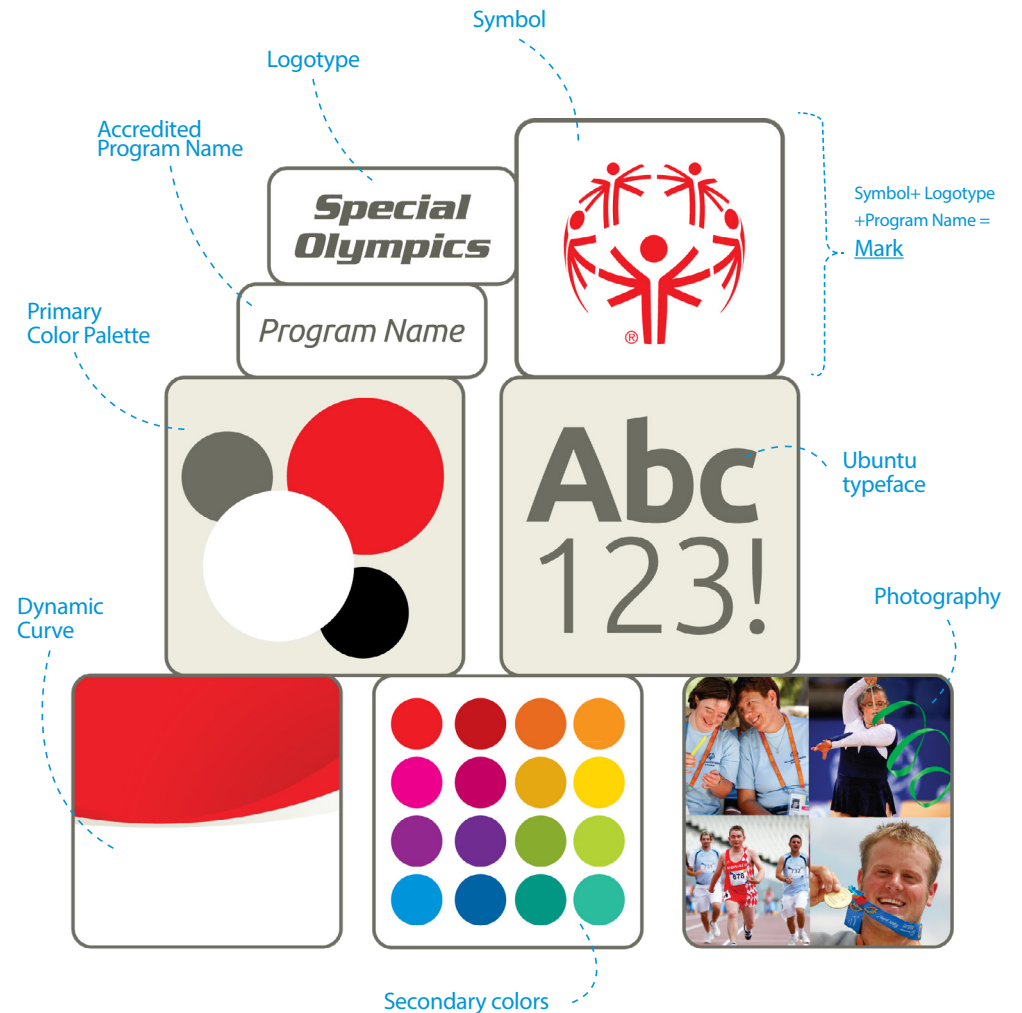 Symbol
Logotype
Accredited
Program Name
Special
Olympics
Symbol+ Logotype
+Program Name =
Mark
Program Name
®
Primary
Color Palette
Abc
123!
Ubuntu
typeface
Dynamic
Curve
Photography
678
Secondary colors